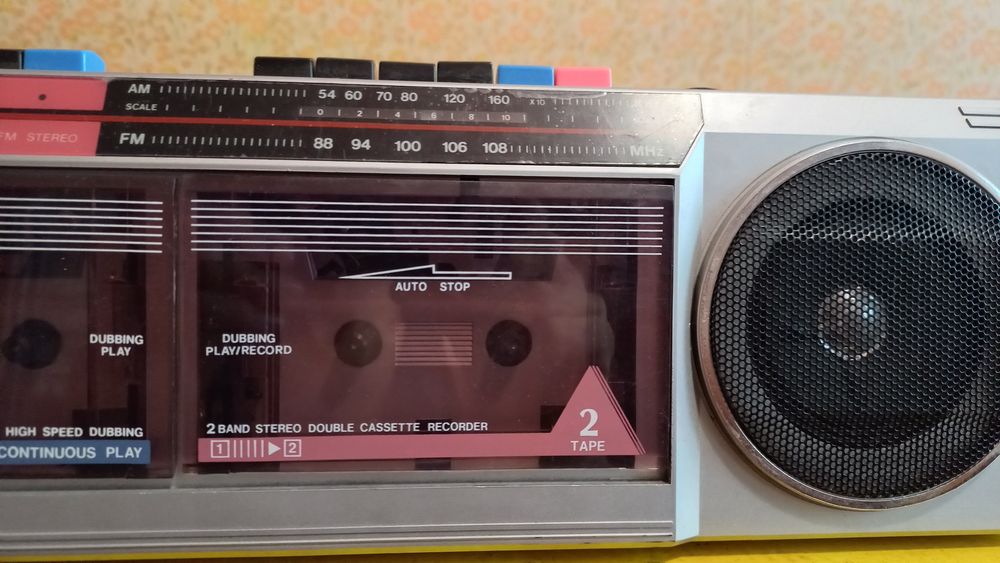 AM 54 60 70 80 120 160 X10
SCALE 0 2 4 6 8 10
FM STEREO
FM 88 94 100 106 108 MHz
AUTO STOP
DUBBING
PLAY
DUBBING
PLAY/RECORD
HIGH SPEED DUBBING
CONTINUOUS PLAY
2 BAND STEREO DOUBLE CASSETTE RECORDER
1 2
2
TAPE